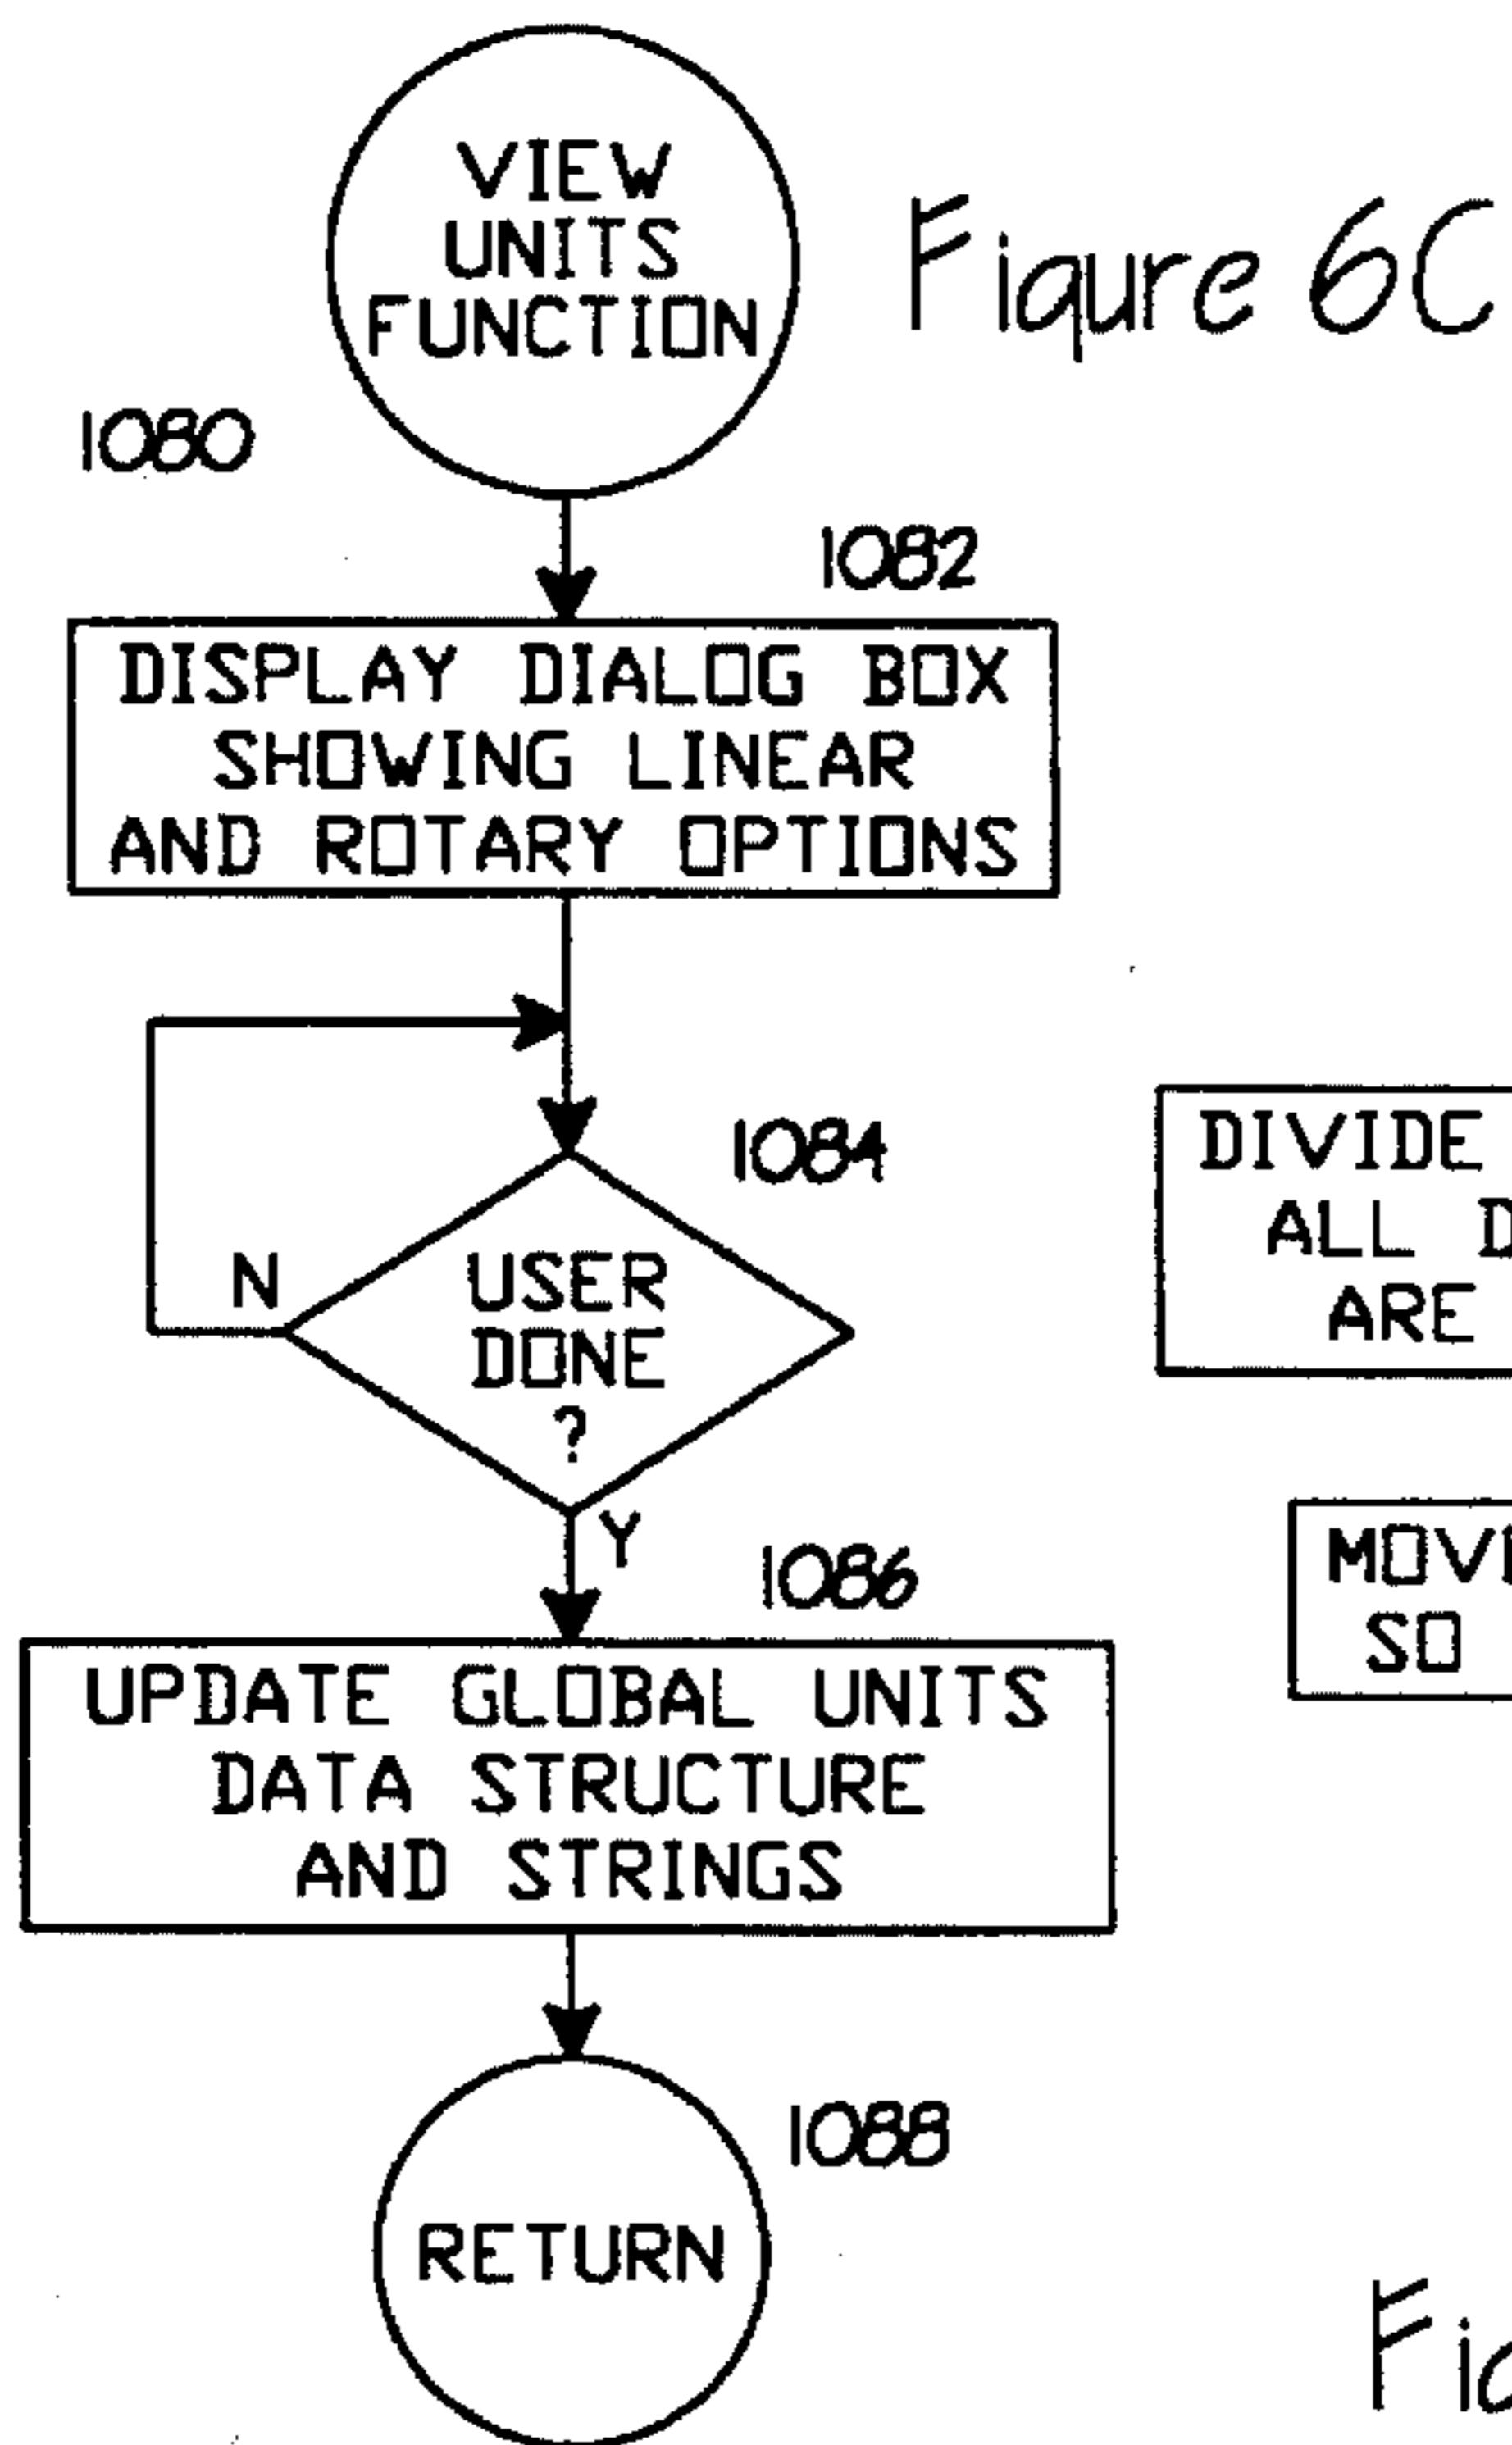 VIEW
UNITS
FUNCTION
Figure 6C
1080
1082
DISPLAY DIALOG BOX
SHOWING LINEAR
AND ROTARY OPTIONS
1084
N
USER
DONE
?
Y
1086
UPDATE GLOBAL UNITS
DATA STRUCTURE
AND STRINGS
1088
RETURN
DIVIDE
ALL
ARE
SO